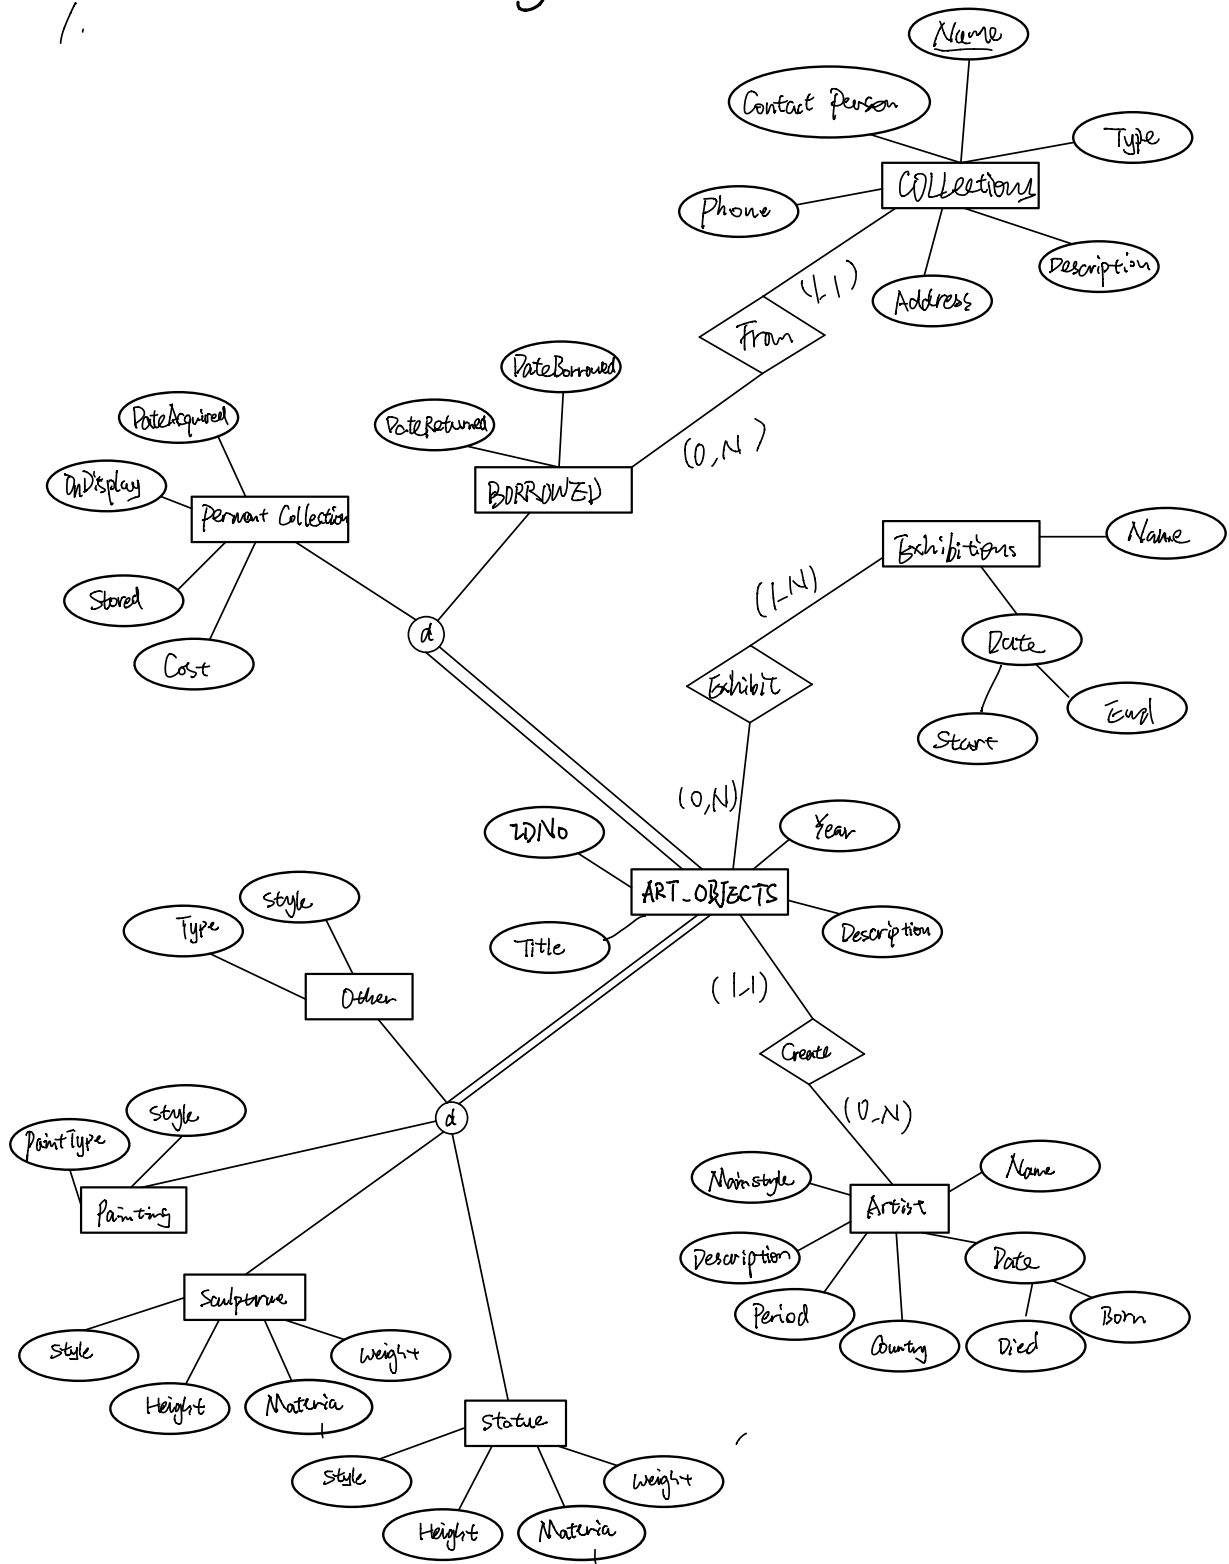 1.
Name
Contact Person
Type
COLLections
Phone
Description
Address
(1,1)
From
DateBorrowed
DateReturned
(0,N)
BORROWED
DateAcquired
OnDisplay
Permant Collection
Stored
Cost
d
Exhibitions
Name
(1,N)
Date
Start
End
Exhibit
(0,N)
IDNo
Year
ART_OBJECTS
Title
Description
(1,1)
Style
Type
Other
Create
(0,N)
d
Style
PaintType
Painting
Mainstyle
Name
Artist
Description
Date
Period
Born
Country
Died
Sculpture
Style
Weight
Height
Material
Statue
Style
Weight
Height
Material